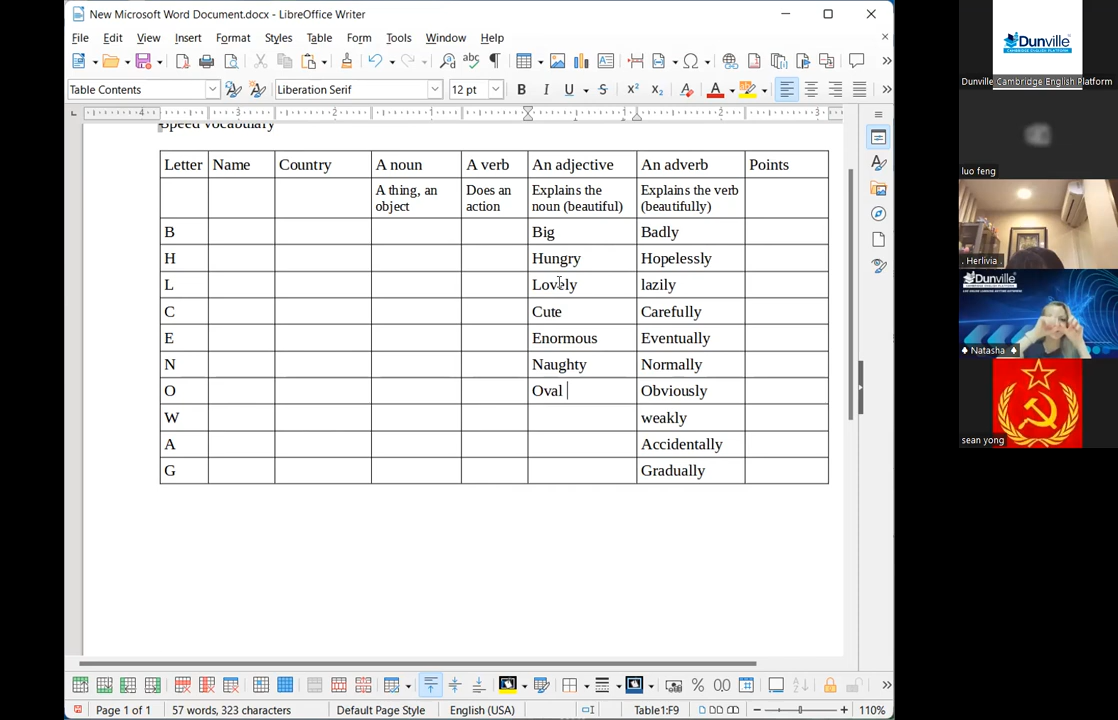 New Microsoft Word Document.docx - LibreOffice Writer
File Edit View Insert Format Styles Table Form Tools Window Help
Table Contents Liberation Serif 12 pt
Speed vocabulary
Letter Name Country A noun A verb An adjective An adverb Points
A thing, an Does an Explains the Explains the verb
object action noun (beautiful) (beautifully)
B Big Badly
H Hungry Hopelessly
L Lovely lazily
C Cute Carefully
E Enormous Eventually
N Naughty Normally
O Oval Obviously
W weakly
A Accidentally
G Gradually
Page 1 of 1 57 words, 323 characters Default Page Style English (USA) Table1:F9 110%
Dunville
CAMBRIDGE ENGLISH PLATFORM
Dunville Cambridge English Platform
luo feng
. Herlivia .
Dunville
Natasha
sean yong